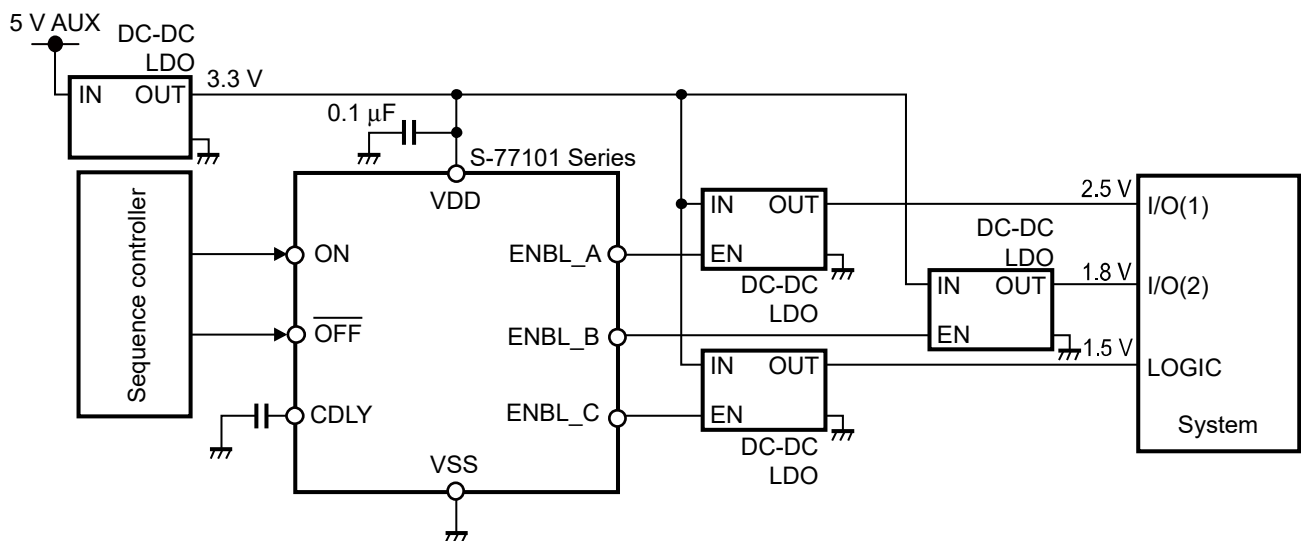 5 V AUX
DC-DC
LDO
IN
OUT
3.3 V
0.1 μF
S-77101 Series
VDD
Sequence controller
ON
OFF
CDLY
VSS
ENBL_A
ENBL_B
ENBL_C
IN
OUT
EN
DC-DC
LDO
DC-DC
LDO
IN
OUT
EN
IN
OUT
EN
DC-DC
LDO
2.5 V
1.8 V
1.5 V
I/O(1)
I/O(2)
LOGIC
System